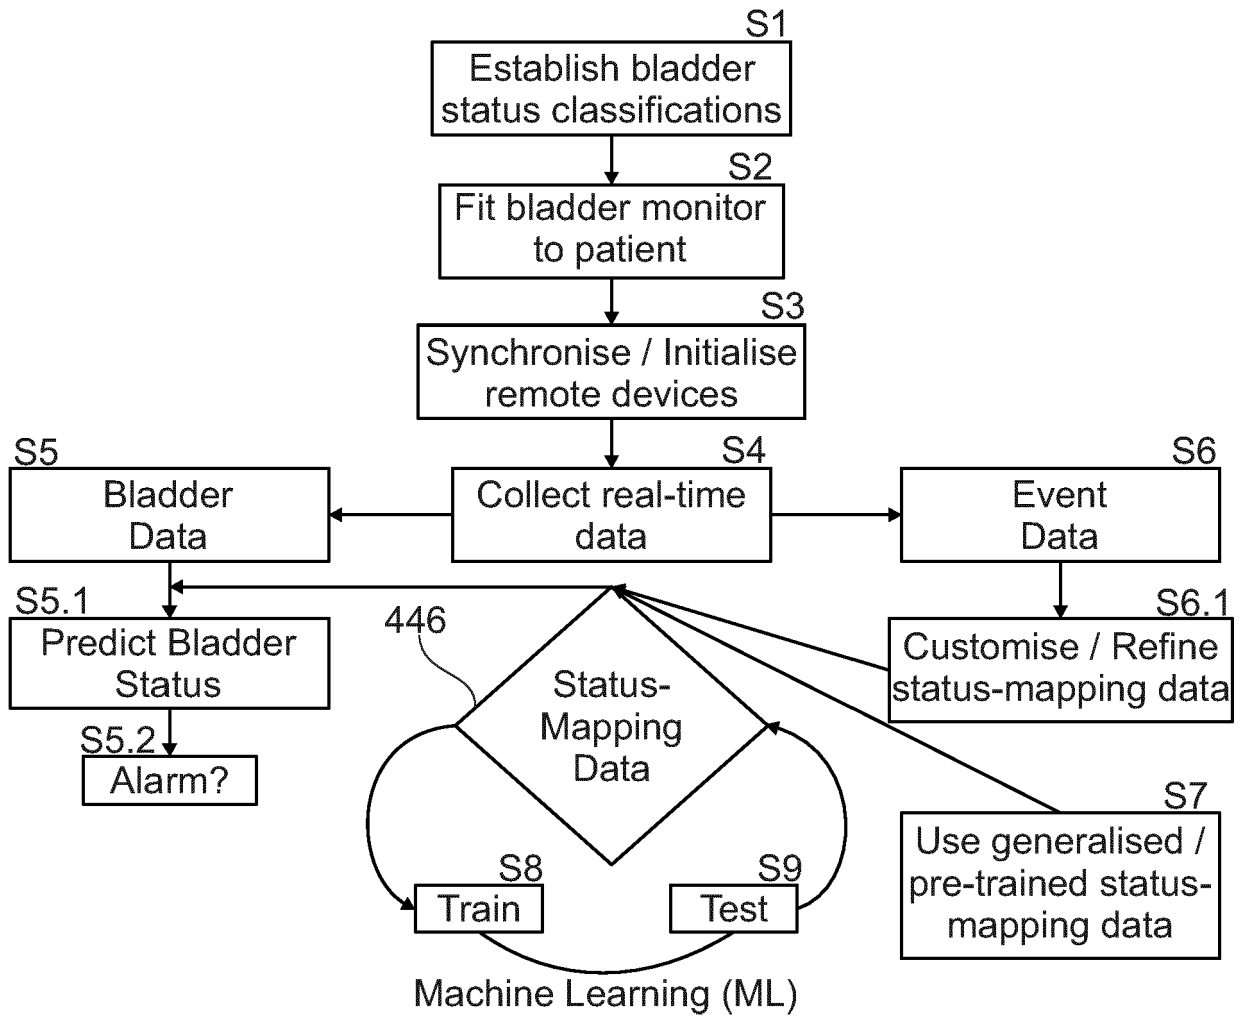 S1
Establish bladder
status classifications
S2
Fit bladder monitor
to patient
S3
Synchronise / Initialise
remote devices
S5
Bladder
Data
S4
Collect real-time
data
S6
Event
Data
S5.1
Predict Bladder
Status
S5.2
Alarm?
446
Status-
Mapping
Data
S6.1
Customise / Refine
status-mapping data
S7
Use generalised /
pre-trained status-
mapping data
S8
Train
S9
Test
Machine Learning (ML)